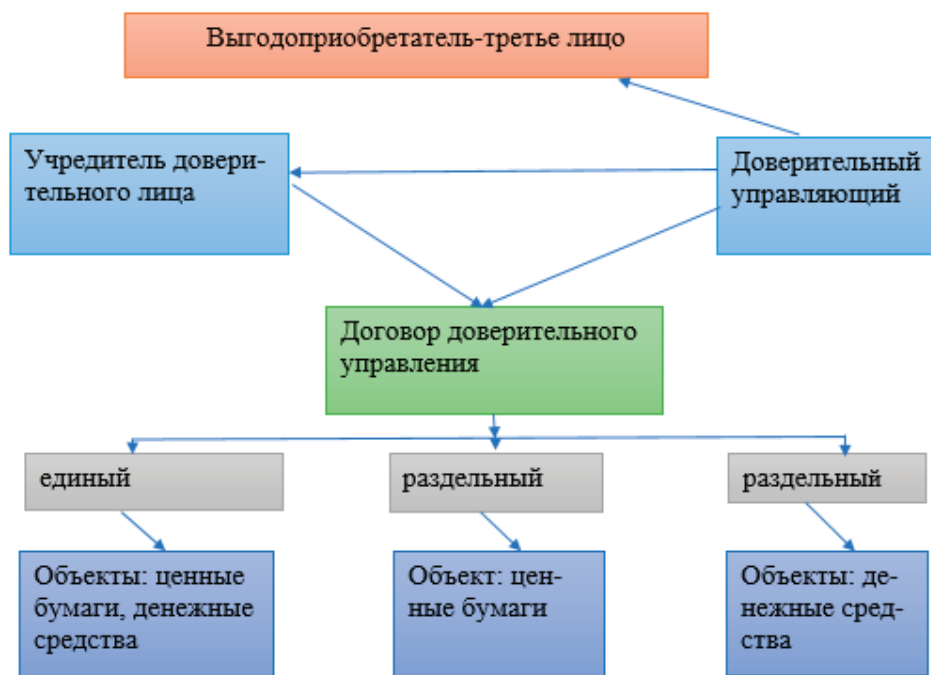 Выгодоприобретатель-третье лицо
Учредитель довери-
тельного лица
Доверительный
управляющий
Договор доверительного
управления
единый
раздельный
раздельный
Объекты: ценные
бумаги, денежные
средства
Объект: цен-
ные бумаги
Объекты: де-
нежные сред-
ства